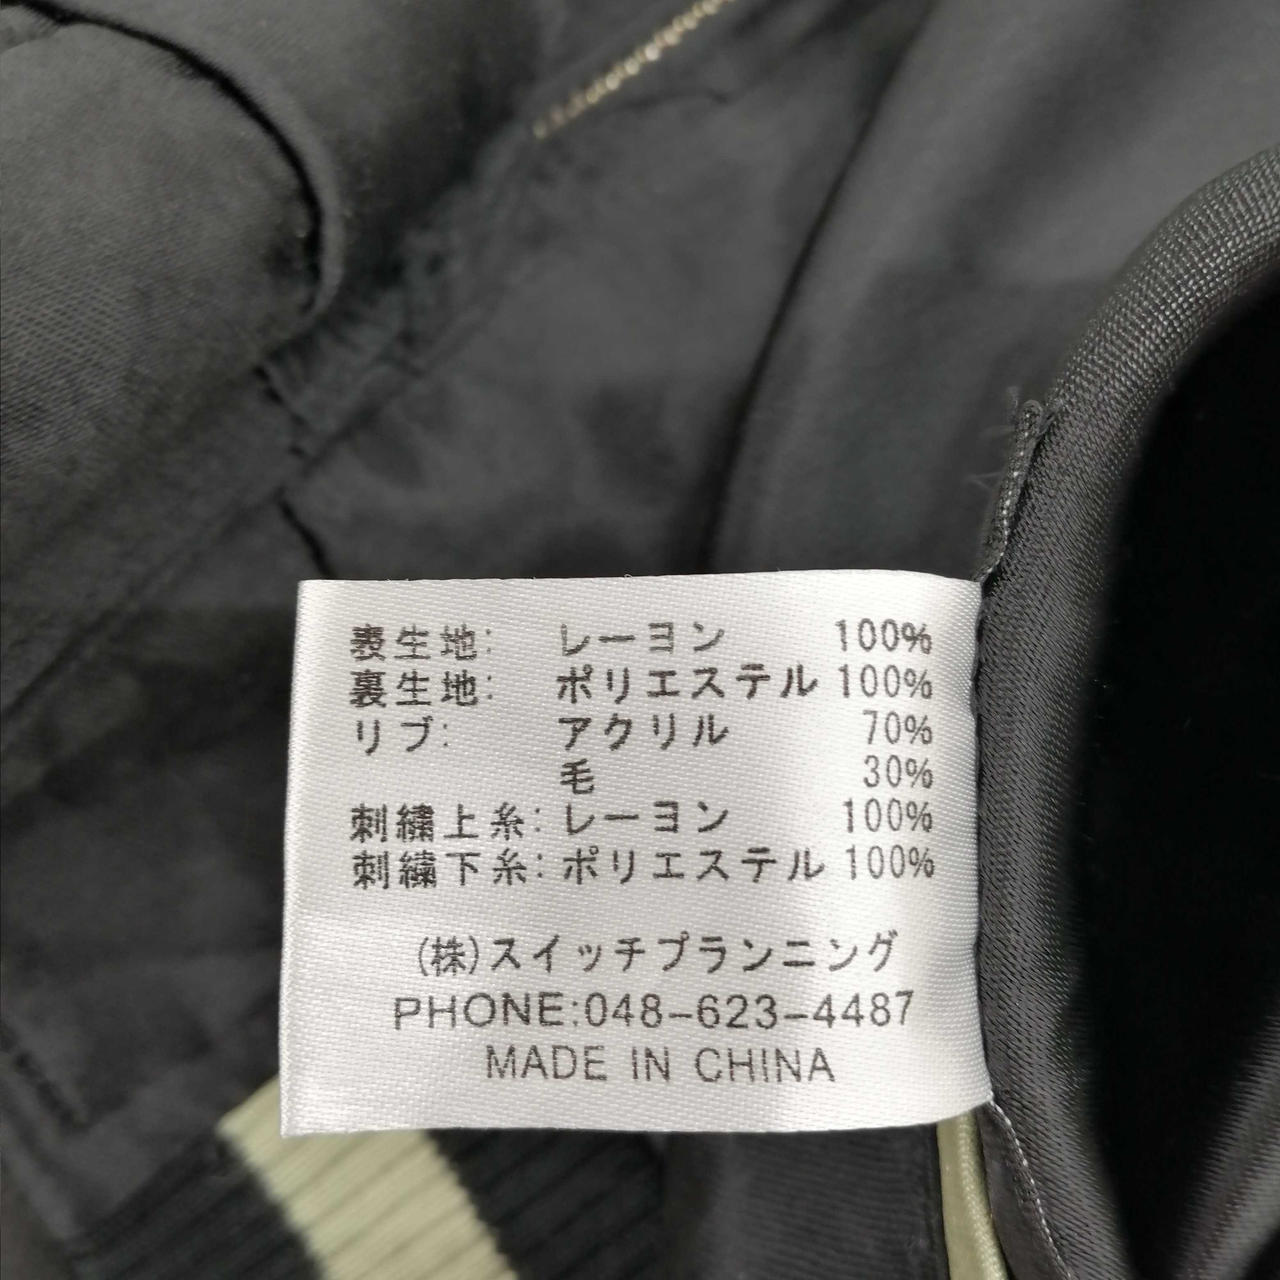 表生地: レーヨン 100%
裏生地: ポリエステル 100%
リブ: アクリル 70%
毛 30%
刺繍上糸: レーヨン 100%
刺繍下糸: ポリエステル 100%
(株)スイッチプランニング
PHONE:048-623-4487
MADE IN CHINA